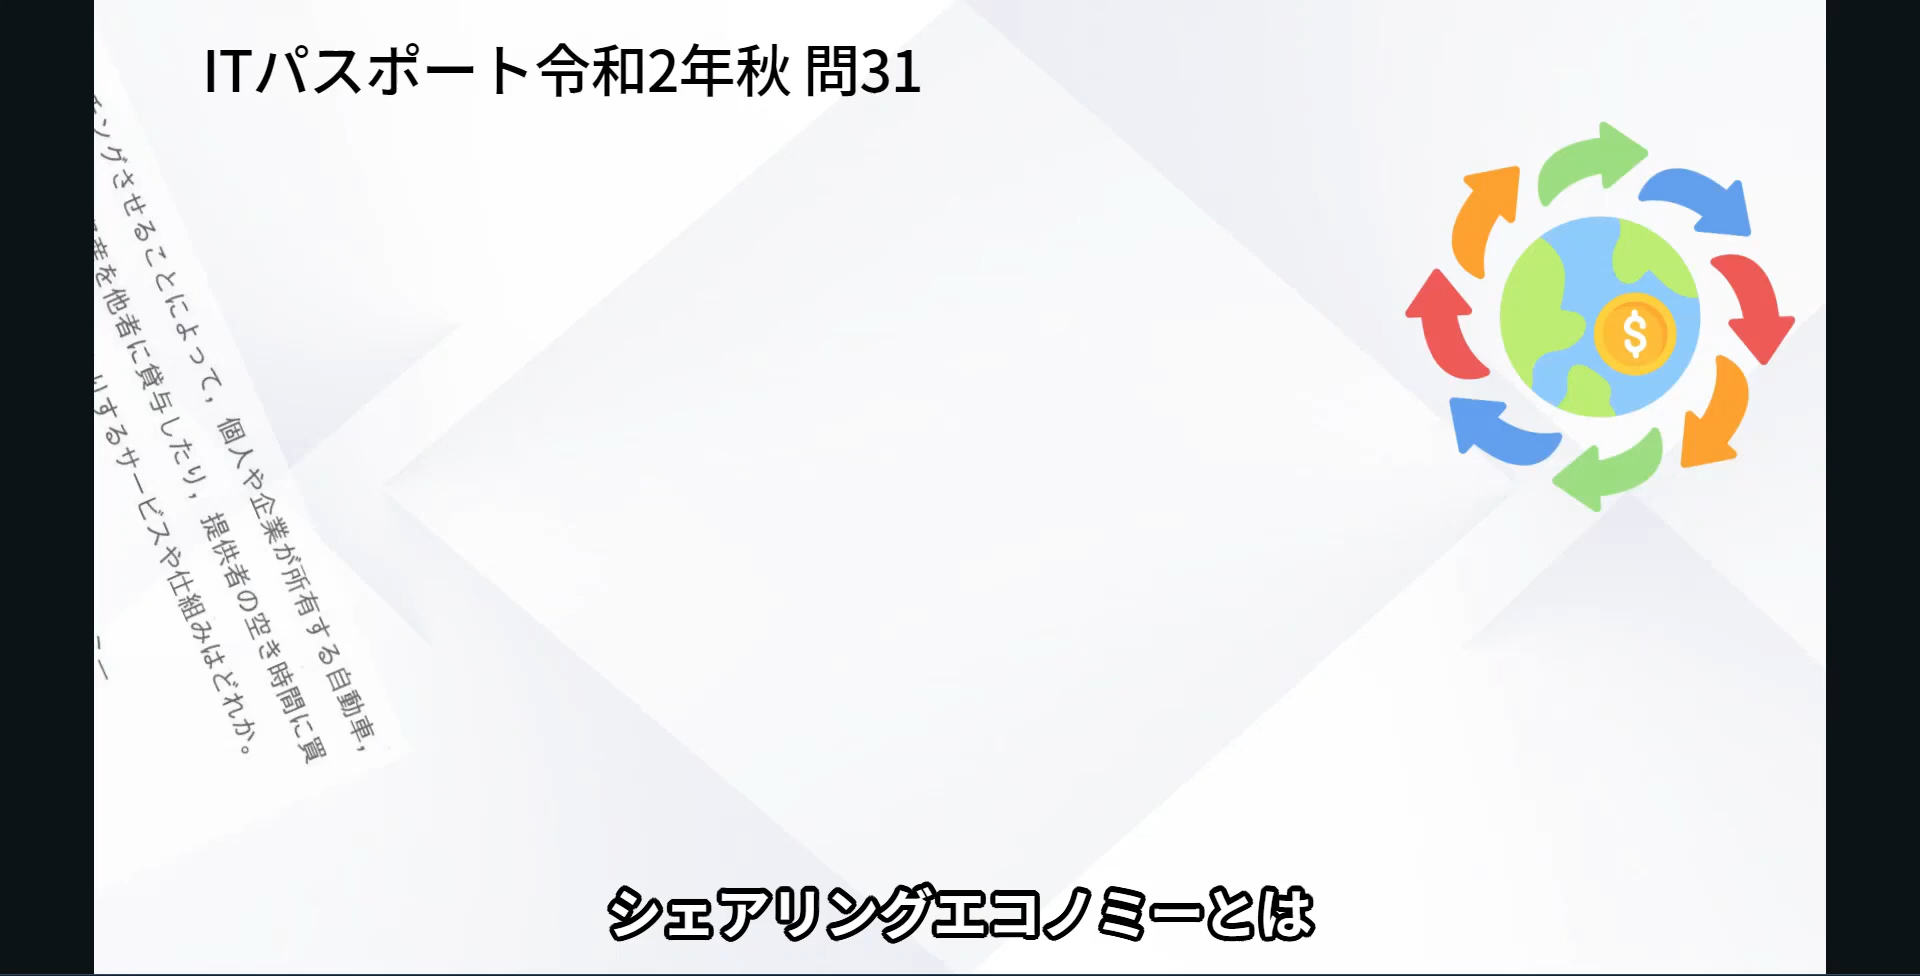 ITパスポート令和2年秋 問31
チングさせることによって，個人や企業が所有する自動車，
産を他者に貸与したり，提供者の空き時間に買
りするサービスや仕組みはどれか。
シェアリングエコノミーとは